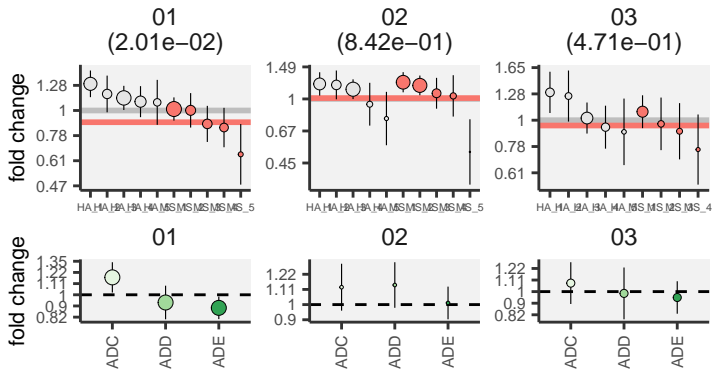 01
(2.01e−02)
02
(8.42e−01)
03
(4.71e−01)
fold change
1.28
1
0.78
0.61
0.47
1.49
1
0.67
0.45
1.65
1.28
1
0.78
0.61
01
02
03
fold change
1.35
1.22
1.11
1
0.9
0.82
1.22
1.11
1
0.9
1.22
1.11
1
0.9
0.82
ADC
ADD
ADE
ADC
ADD
ADE
ADC
ADD
ADE